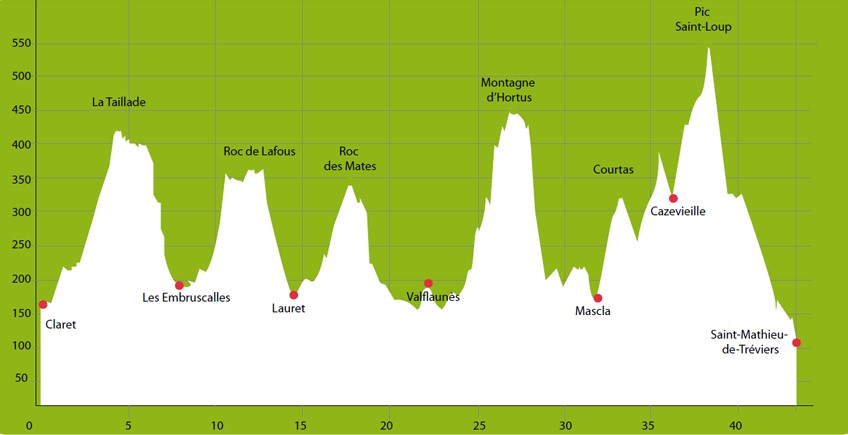 Pic
Saint-Loup
550
500
450
400
350
300
250
200
150
100
50
La Taillade
Montagne
d'Hortus
Roc de Lafous
Roc
des Mates
Courtas
Cazevieille
Les Embruscalles
Valflaunès
Lauret
Mascla
Claret
Saint-Mathieu-
de-Tréviers
0 5 10 15 20 25 30 35 40